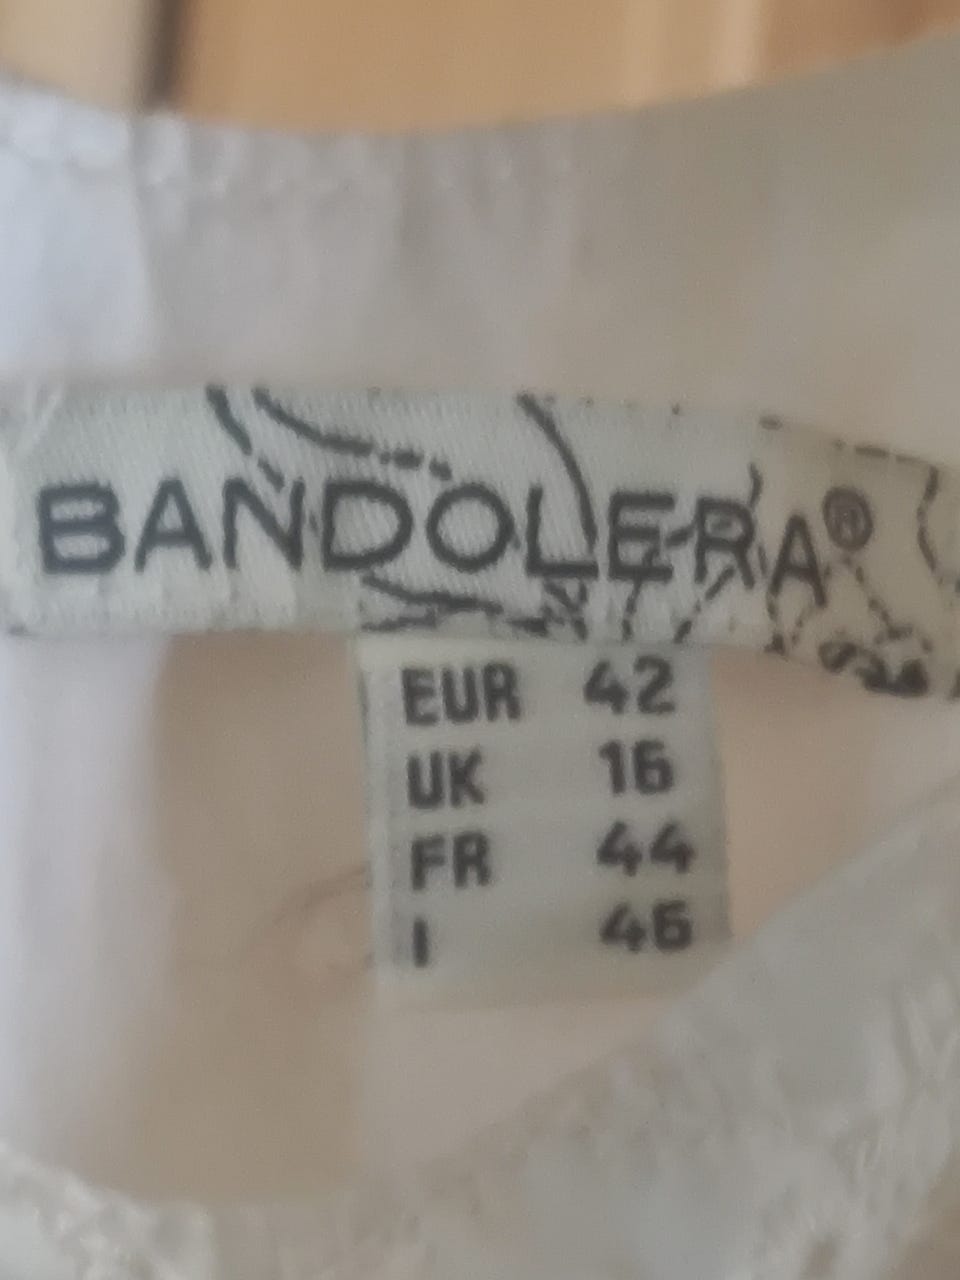 BANDOLERA®
EUR 42
UK 16
FR 44
I 46